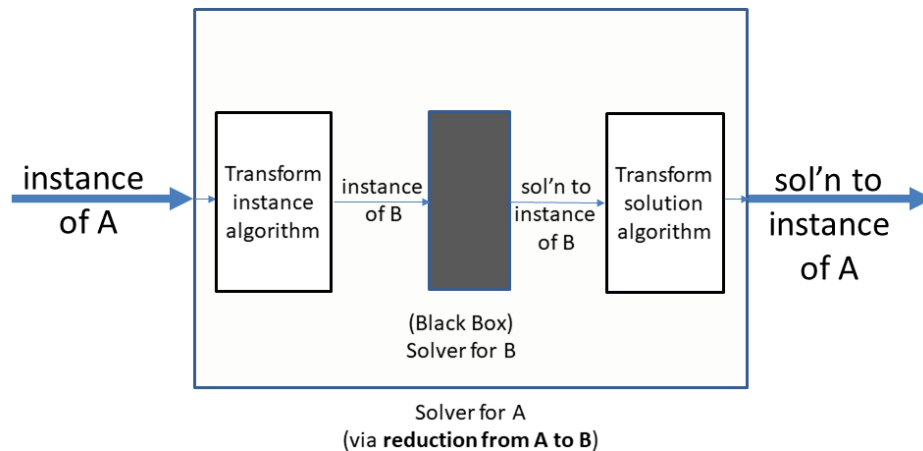 instance
of A
Transform
instance
algorithm
instance
of B
sol'n to
instance
of B
Transform
solution
algorithm
sol'n to
instance
of A
(Black Box)
Solver for B
Solver for A
(via reduction from A to B)